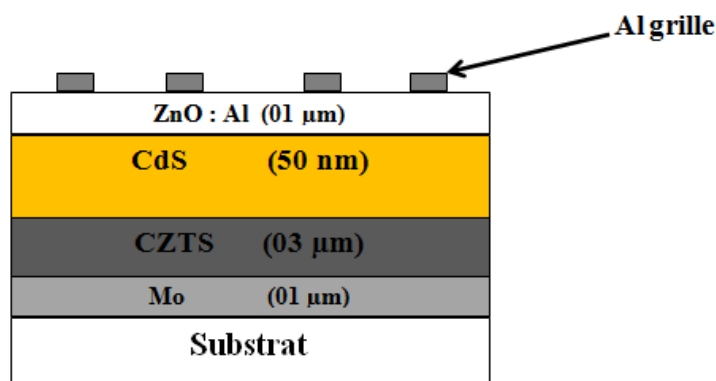 Al grille
ZnO : Al (01 µm)
CdS (50 nm)
CZTS (03 µm)
Mo (01 µm)
Substrat